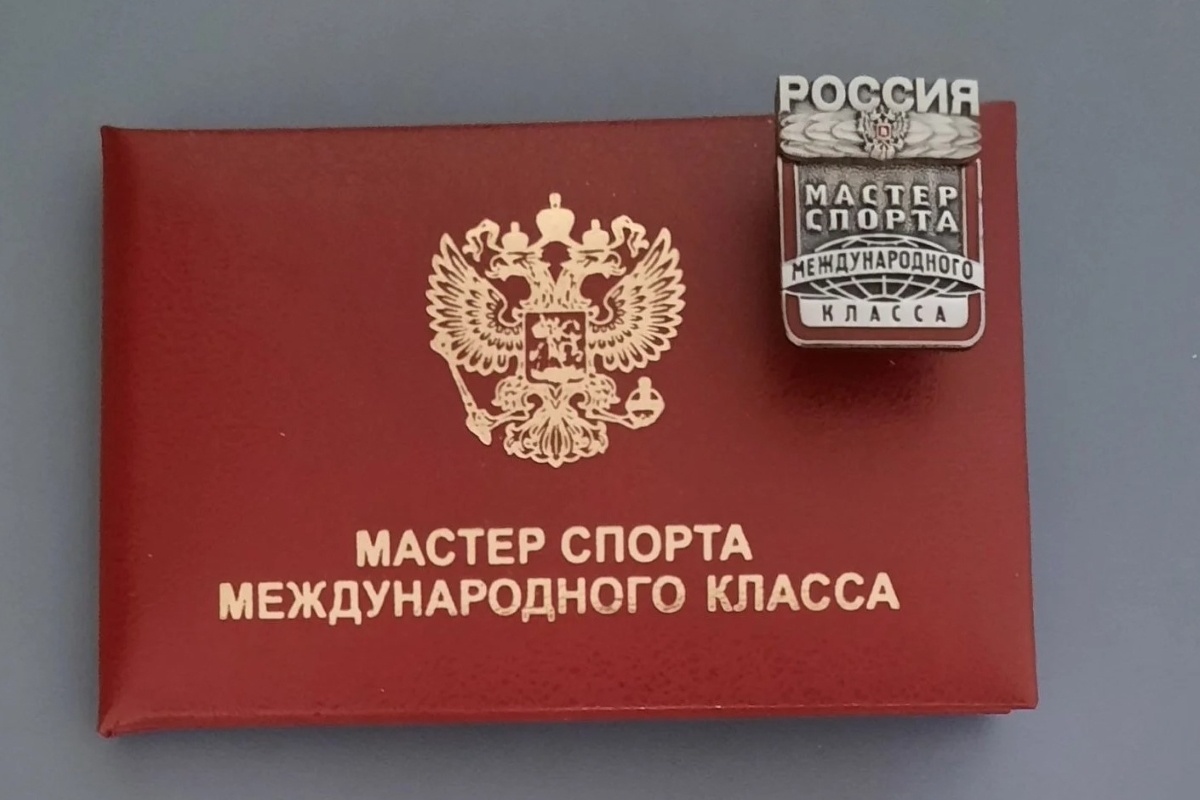 РОССИЯ
МАСТЕР
СПОРТА
МЕЖДУНАРОДНОГО
КЛАССА
МАСТЕР СПОРТА
МЕЖДУНАРОДНОГО КЛАССА